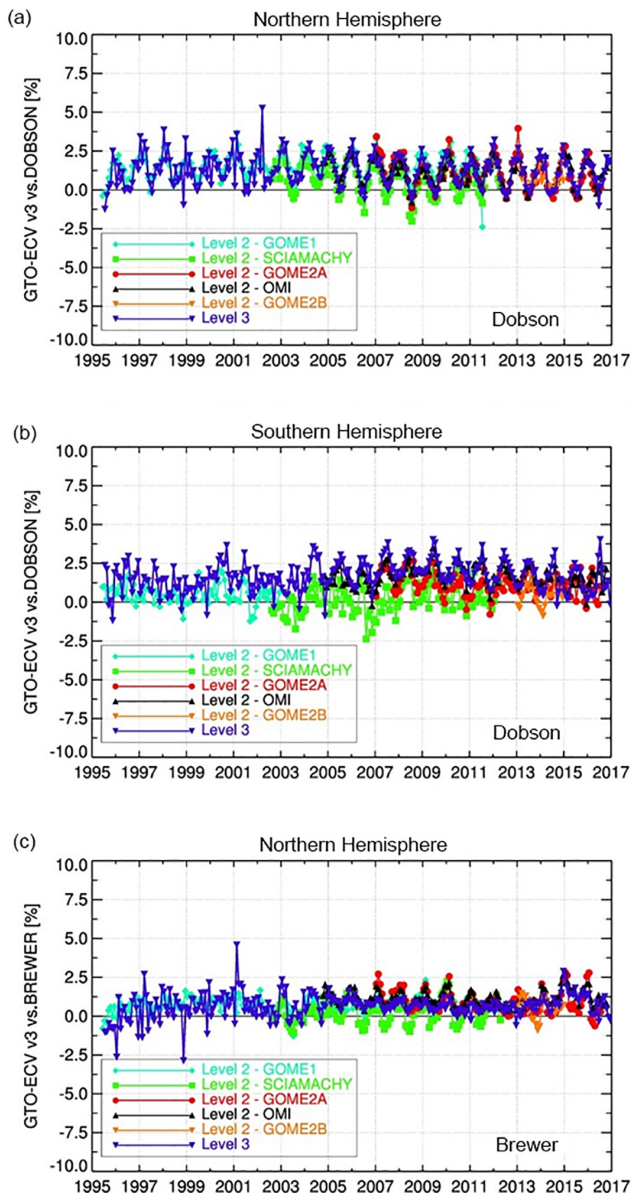 (a)
Northern Hemisphere
10.0
7.5
5.0
2.5
0.0
-2.5
-5.0
-7.5
-10.0
GTO-ECV v3 vs.DOBSON [%]
Level 2 - GOME1
Level 2 - SCIAMACHY
Level 2 - GOME2A
Level 2 - OMI
Level 2 - GOME2B
Level 3
Dobson
1995 1997 1999 2001 2003 2005 2007 2009 2011 2013 2015 2017
(b)
Southern Hemisphere
10.0
7.5
5.0
2.5
0.0
-2.5
-5.0
-7.5
-10.0
GTO-ECV v3 vs.DOBSON [%]
Level 2 - GOME1
Level 2 - SCIAMACHY
Level 2 - GOME2A
Level 2 - OMI
Level 2 - GOME2B
Level 3
Dobson
1995 1997 1999 2001 2003 2005 2007 2009 2011 2013 2015 2017
(c)
Northern Hemisphere
10.0
7.5
5.0
2.5
0.0
-2.5
-5.0
-7.5
-10.0
GTO-ECV v3 vs.BREWER [%]
Level 2 - GOME1
Level 2 - SCIAMACHY
Level 2 - GOME2A
Level 2 - OMI
Level 2 - GOME2B
Level 3
Brewer
1995 1997 1999 2001 2003 2005 2007 2009 2011 2013 2015 2017